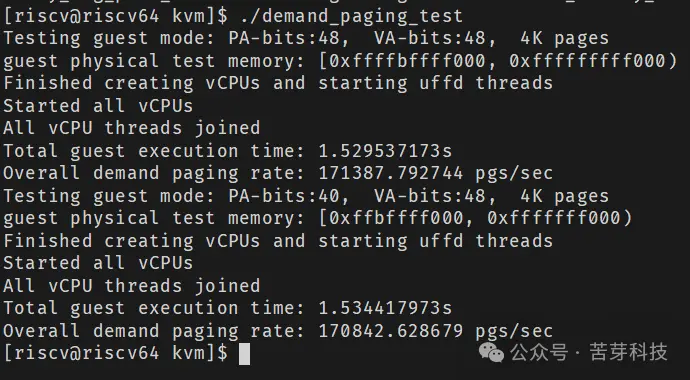 [riscv@riscv64 kvm]$ ./demand_paging_test
Testing guest mode: PA-bits:48,  VA-bits:48,  4K pages
guest physical test memory: [0xffffbffff000, 0xfffffffff000)
Finished creating vCPUs and starting uffd threads
Started all vCPUs
All vCPU threads joined
Total guest execution time: 1.529537173s
Overall demand paging rate: 171387.792744 pgs/sec
Testing guest mode: PA-bits:40,  VA-bits:48,  4K pages
guest physical test memory: [0xffbffff000, 0xfffffff000)
Finished creating vCPUs and starting uffd threads
Started all vCPUs
All vCPU threads joined
Total guest execution time: 1.534417973s
Overall demand paging rate: 170842.628679 pgs/sec
[riscv@riscv64 kvm]$
公众号 · 苦芽科技